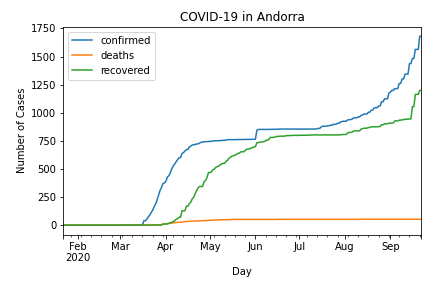 COVID-19 in Andorra
confirmed
deaths
recovered
Number of Cases
1750
1500
1250
1000
750
500
250
0
Feb Mar Apr May Jun Jul Aug Sep
2020
Day